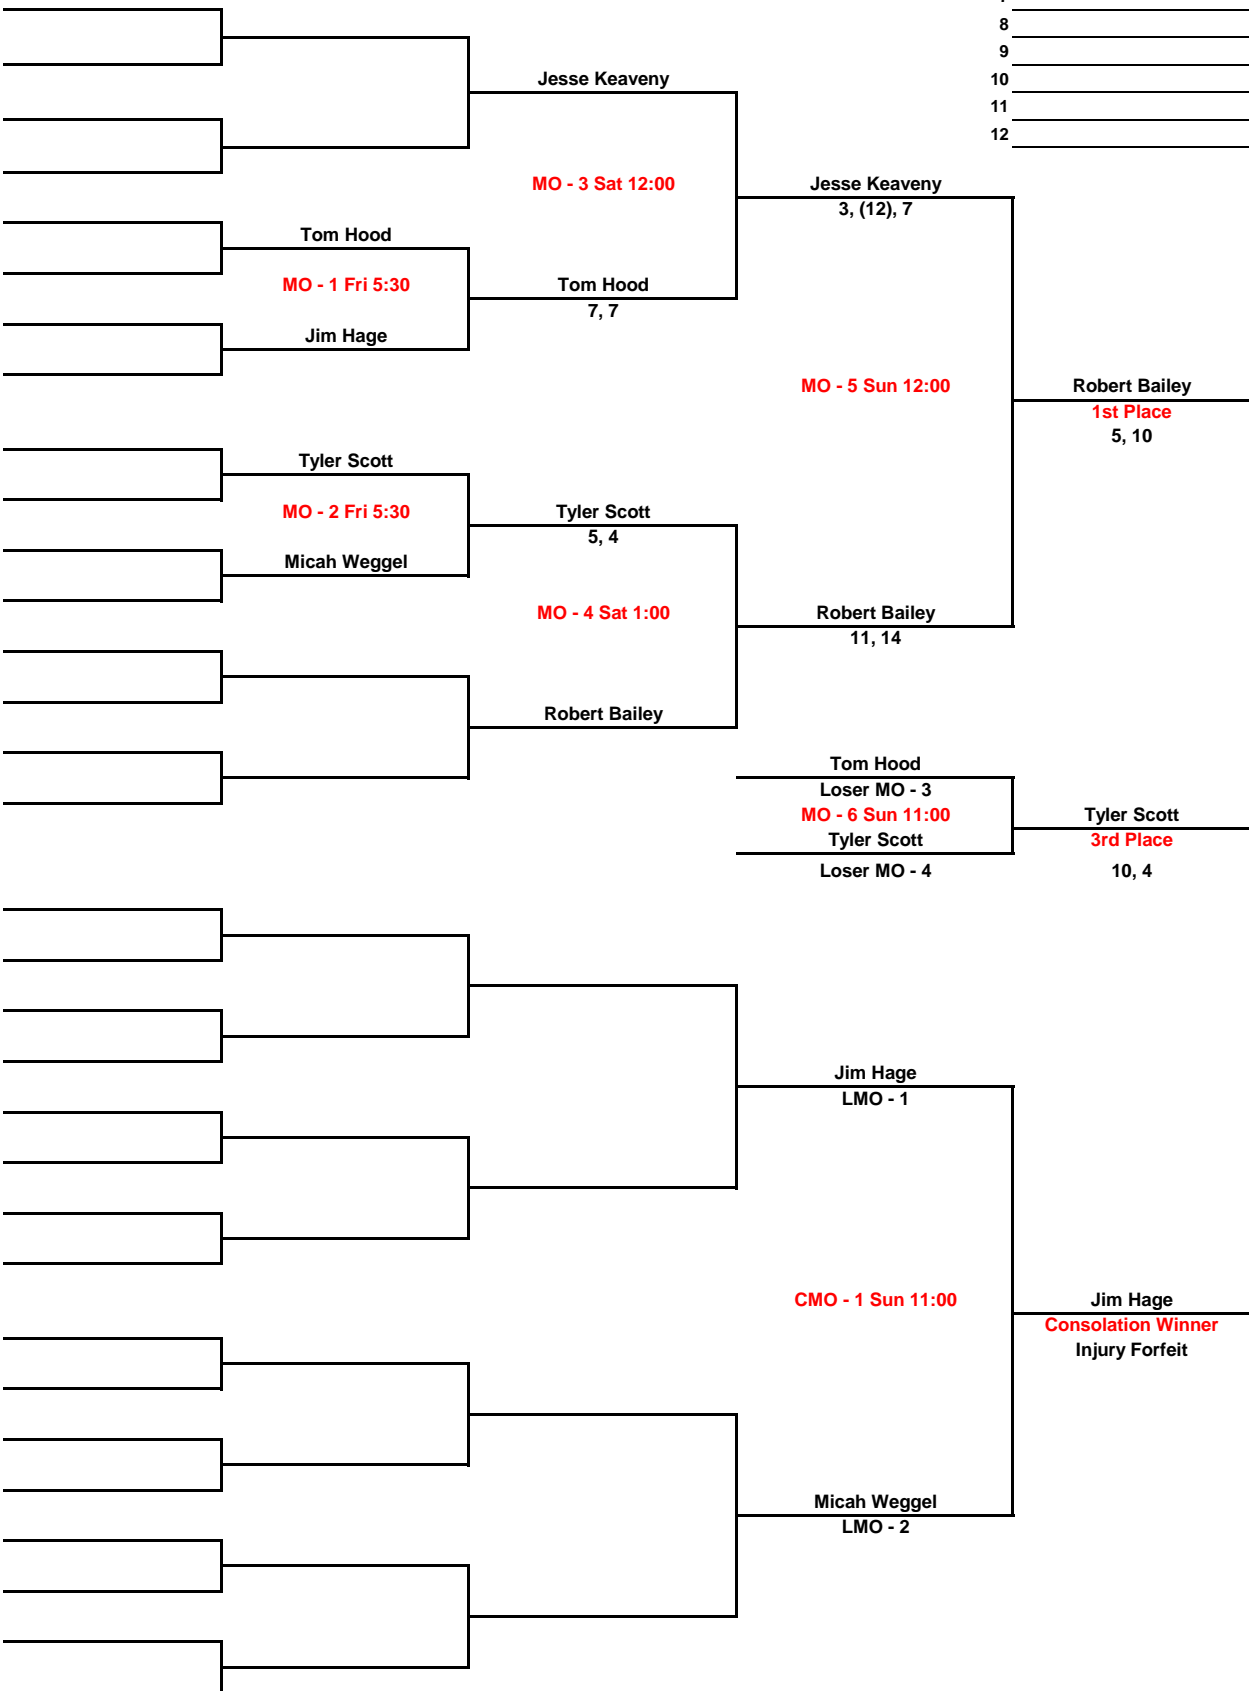 8
9
10
11
12
Jesse Keaveny
MO - 3 Sat 12:00
Jesse Keaveny
3, (12), 7
Tom Hood
MO - 1 Fri 5:30
Tom Hood
7, 7
Jim Hage
MO - 5 Sun 12:00
Robert Bailey
1st Place
5, 10
Tyler Scott
MO - 2 Fri 5:30
Tyler Scott
5, 4
Micah Weggel
MO - 4 Sat 1:00
Robert Bailey
11, 14
Robert Bailey
Tom Hood
Loser MO - 3
MO - 6 Sun 11:00
Tyler Scott
Loser MO - 4
Tyler Scott
3rd Place
10, 4
Jim Hage
LMO - 1
CMO - 1 Sun 11:00
Jim Hage
Consolation Winner
Injury Forfeit
Micah Weggel
LMO - 2